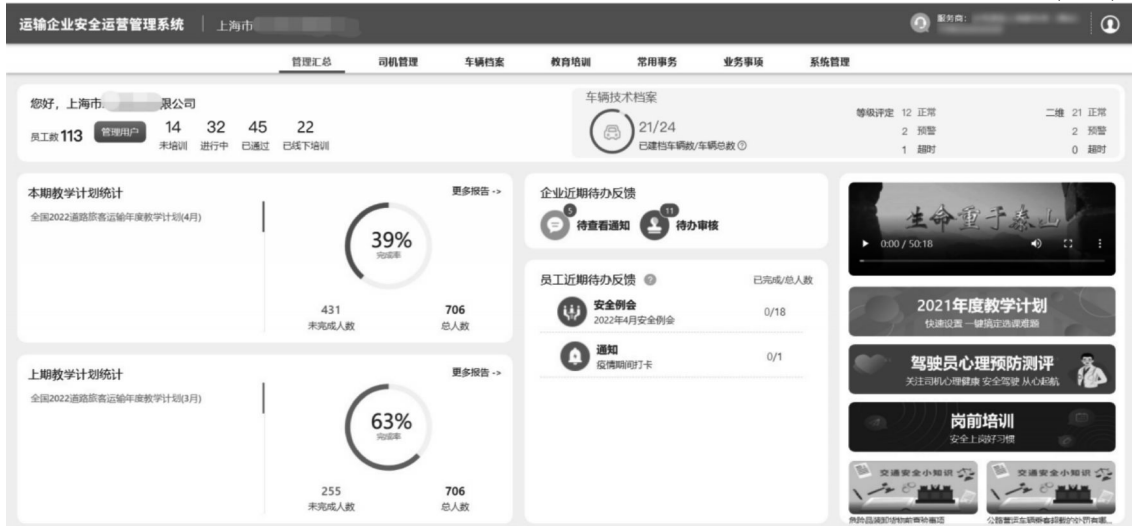 运输企业安全运营管理系统
上海市
服务商:
管理汇总 司机管理 车辆档案 教育培训 常用事务 业务事项 系统管理
您好，上海市 限公司
员工数 113 管理用户
14 32 45 22
未培训 进行中 已通过 已线下培训
车辆技术档案
21/24
已建档车辆数/车辆总数
等级评定 12 正常
2 预警
1 超时
二维 21 正常
2 预警
0 超时
本期教学计划统计 更多报告 ->
全国2022道路旅客运输年度教学计划(4月)
39%
完成率
431 706
未完成人数 总人数
上期教学计划统计 更多报告 ->
全国2022道路旅客运输年度教学计划(3月)
63%
完成率
255 706
未完成人数 总人数
企业近期待办反馈
5 待查看通知 11 待办审核
员工近期待办反馈 已完成/总人数
安全例会
2022年4月安全例会 0/18
通知
疫情期间打卡 0/1
生命重于泰山
0:00 / 50:18
2021年度教学计划
快速设置 一键搞定选课难题
驾驶员心理预防测评
关注司机心理健康 安全驾驶 从心起航
岗前培训
安全上岗好习惯
交通安全小知识 交通安全小知识
危险品装卸货物前查验事项